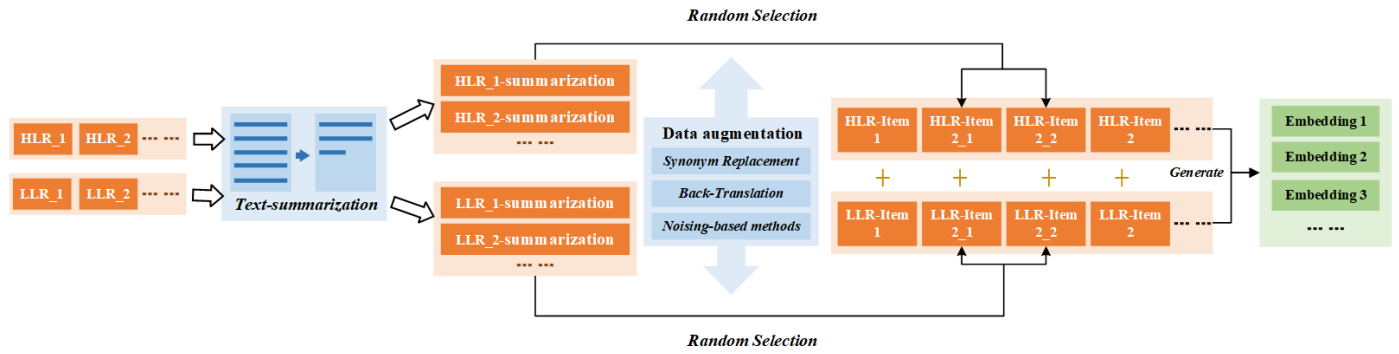 Random Selection
HLR_1 HLR_2 ... ...
LLR_1 LLR_2 ... ...
Text-summarization
HLR_1-summarization
HLR_2-summarization
... ...
LLR_1-summarization
LLR_2-summarization
... ...
Data augmentation
Synonym Replacement
Back-Translation
Noising-based methods
HLR-Item 1
HLR-Item 2_1
HLR-Item 2_2
HLR-Item 2
... ...
+ + + +
LLR-Item 1
LLR-Item 2_1
LLR-Item 2_2
LLR-Item 2
... ...
Generate
Embedding 1
Embedding 2
Embedding 3
... ...
Random Selection